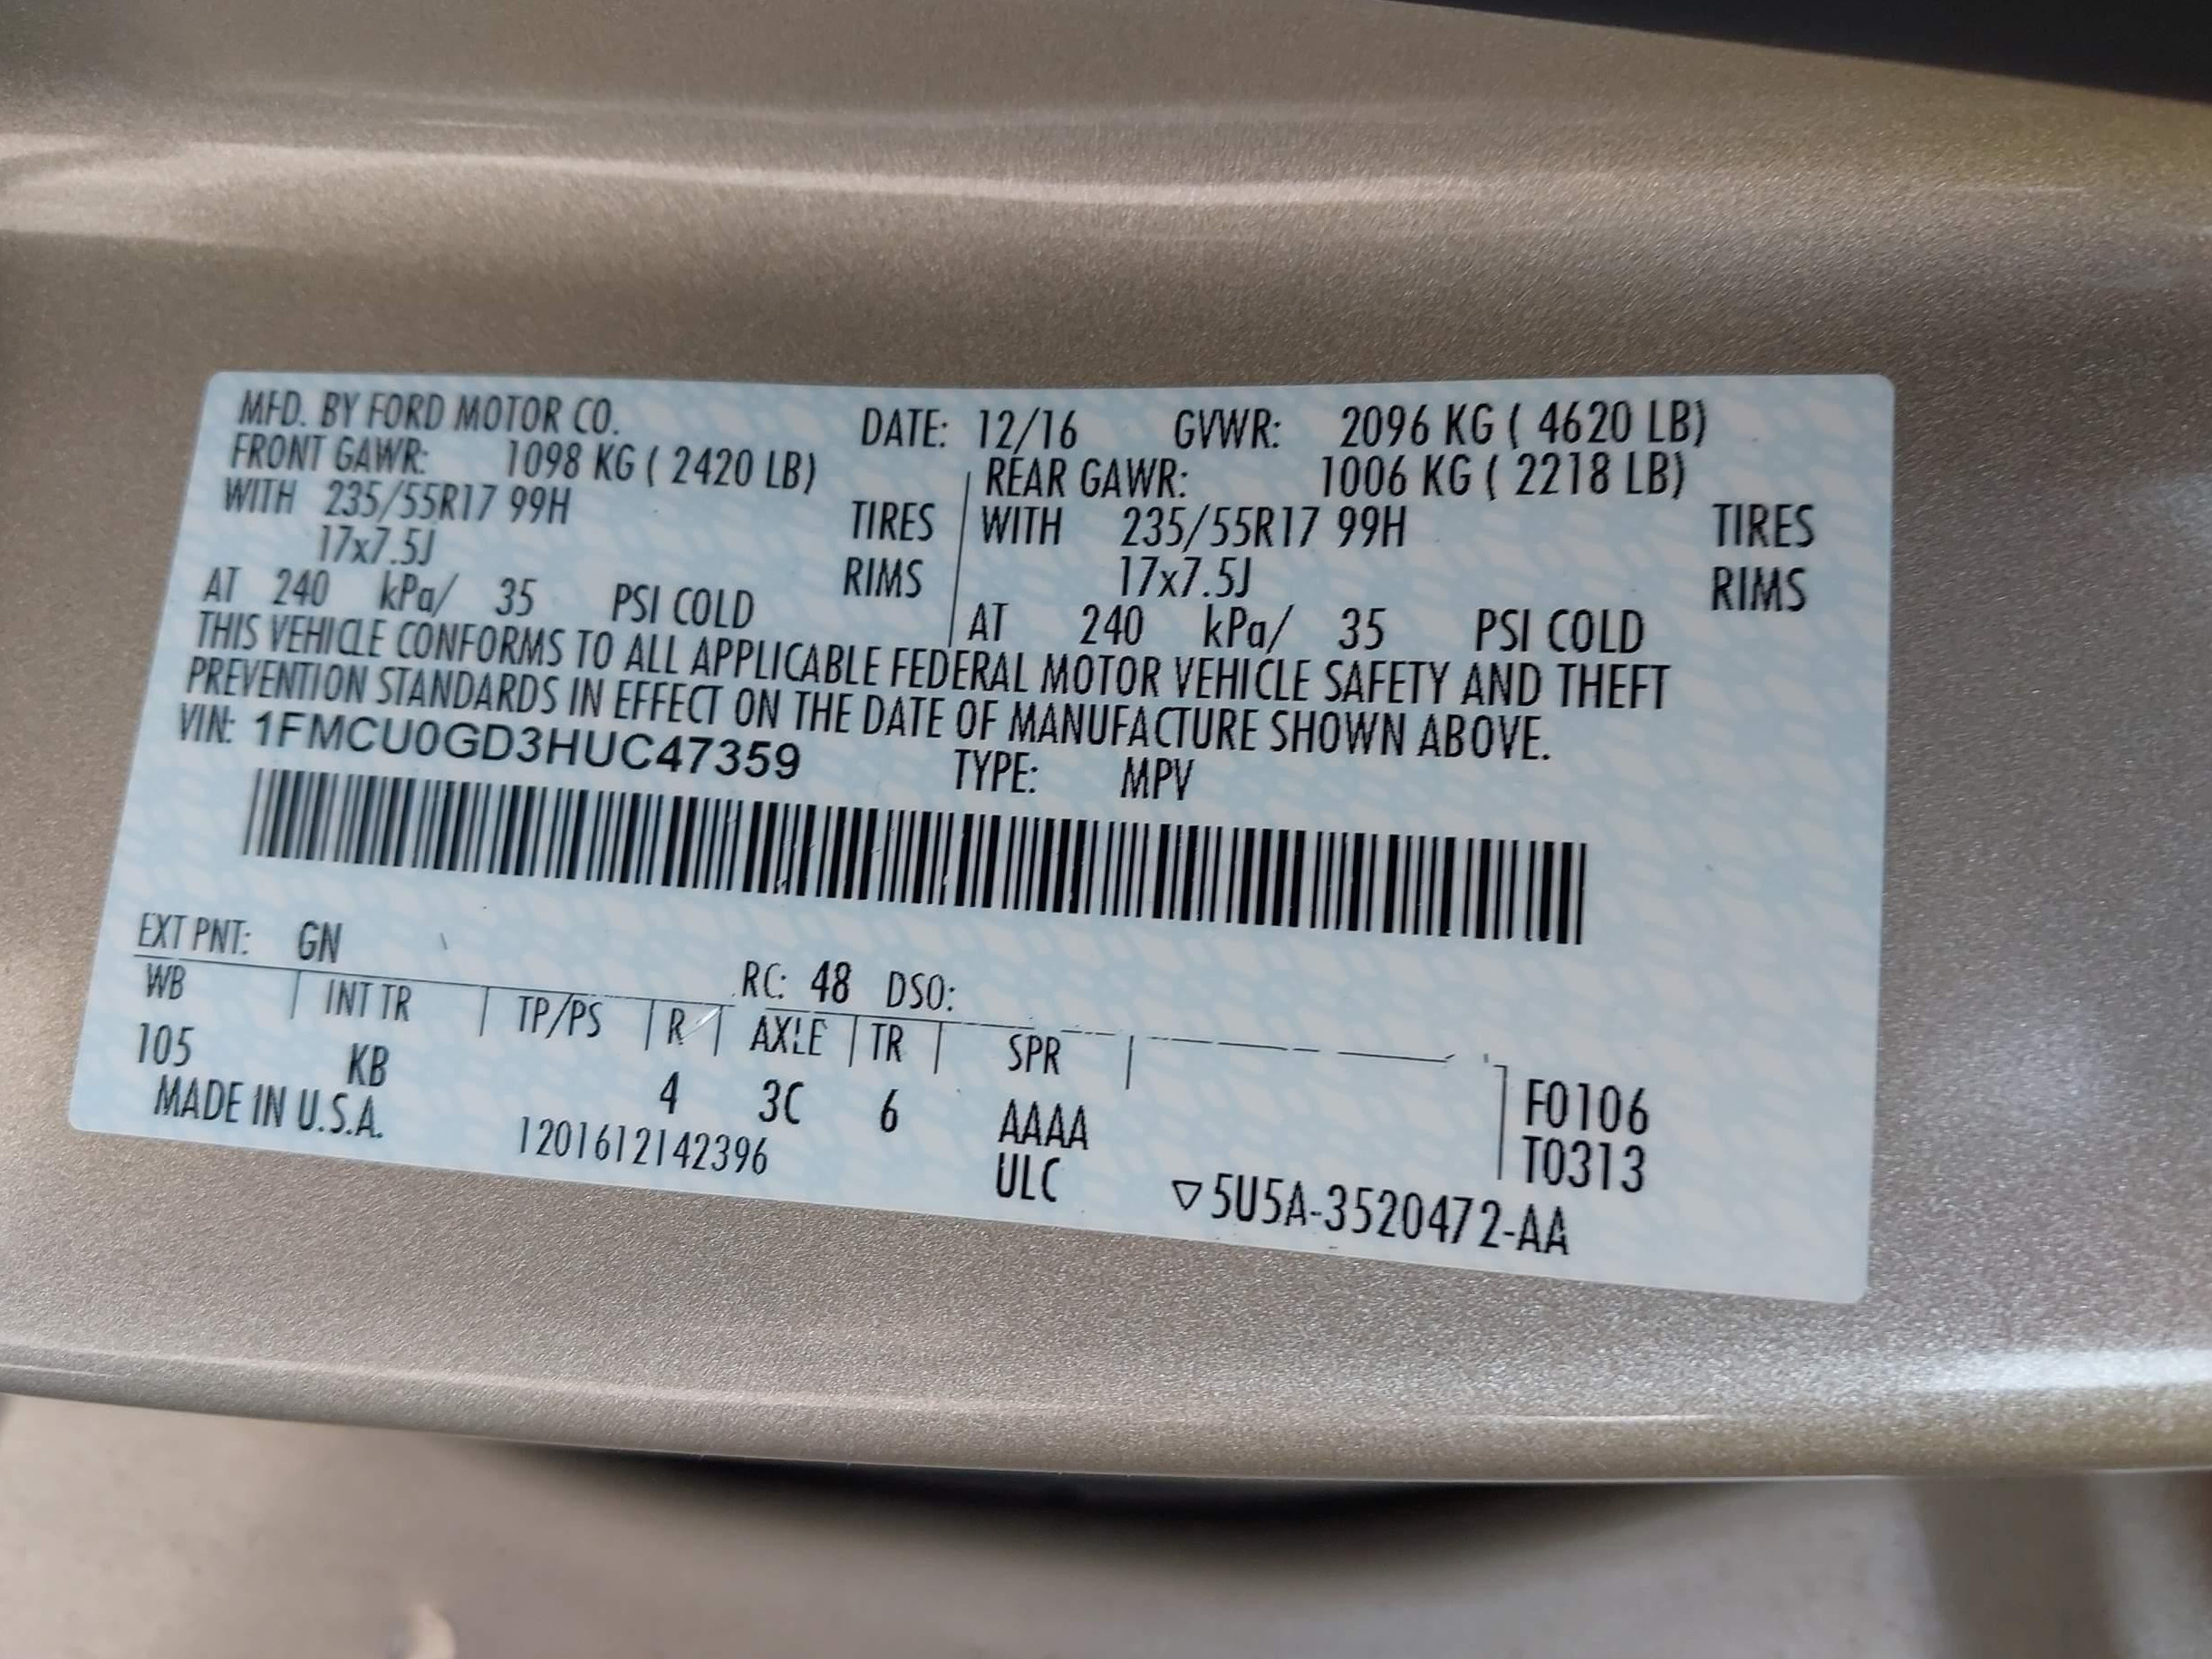 MFD. BY FORD MOTOR CO. DATE: 12/16 GVWR: 2096 KG ( 4620 LB)
FRONT GAWR: 1098 KG ( 2420 LB) REAR GAWR: 1006 KG ( 2218 LB)
WITH 235/55R17 99H TIRES WITH 235/55R17 99H TIRES
17x7.5J RIMS 17x7.5J RIMS
AT 240 kPa/ 35 PSI COLD AT 240 kPa/ 35 PSI COLD
THIS VEHICLE CONFORMS TO ALL APPLICABLE FEDERAL MOTOR VEHICLE SAFETY AND THEFT
PREVENTION STANDARDS IN EFFECT ON THE DATE OF MANUFACTURE SHOWN ABOVE.
VIN: 1FMCU0GD3HUC47359 TYPE: MPV
EXT PNT: GN RC: 48 DSO:
WB INT TR TP/PS R AXLE TR SPR
105 KB 4 3C 6 AAAA F0106
MADE IN U.S.A. 1201612142396 ULC T0313
▽5U5A-3520472-AA